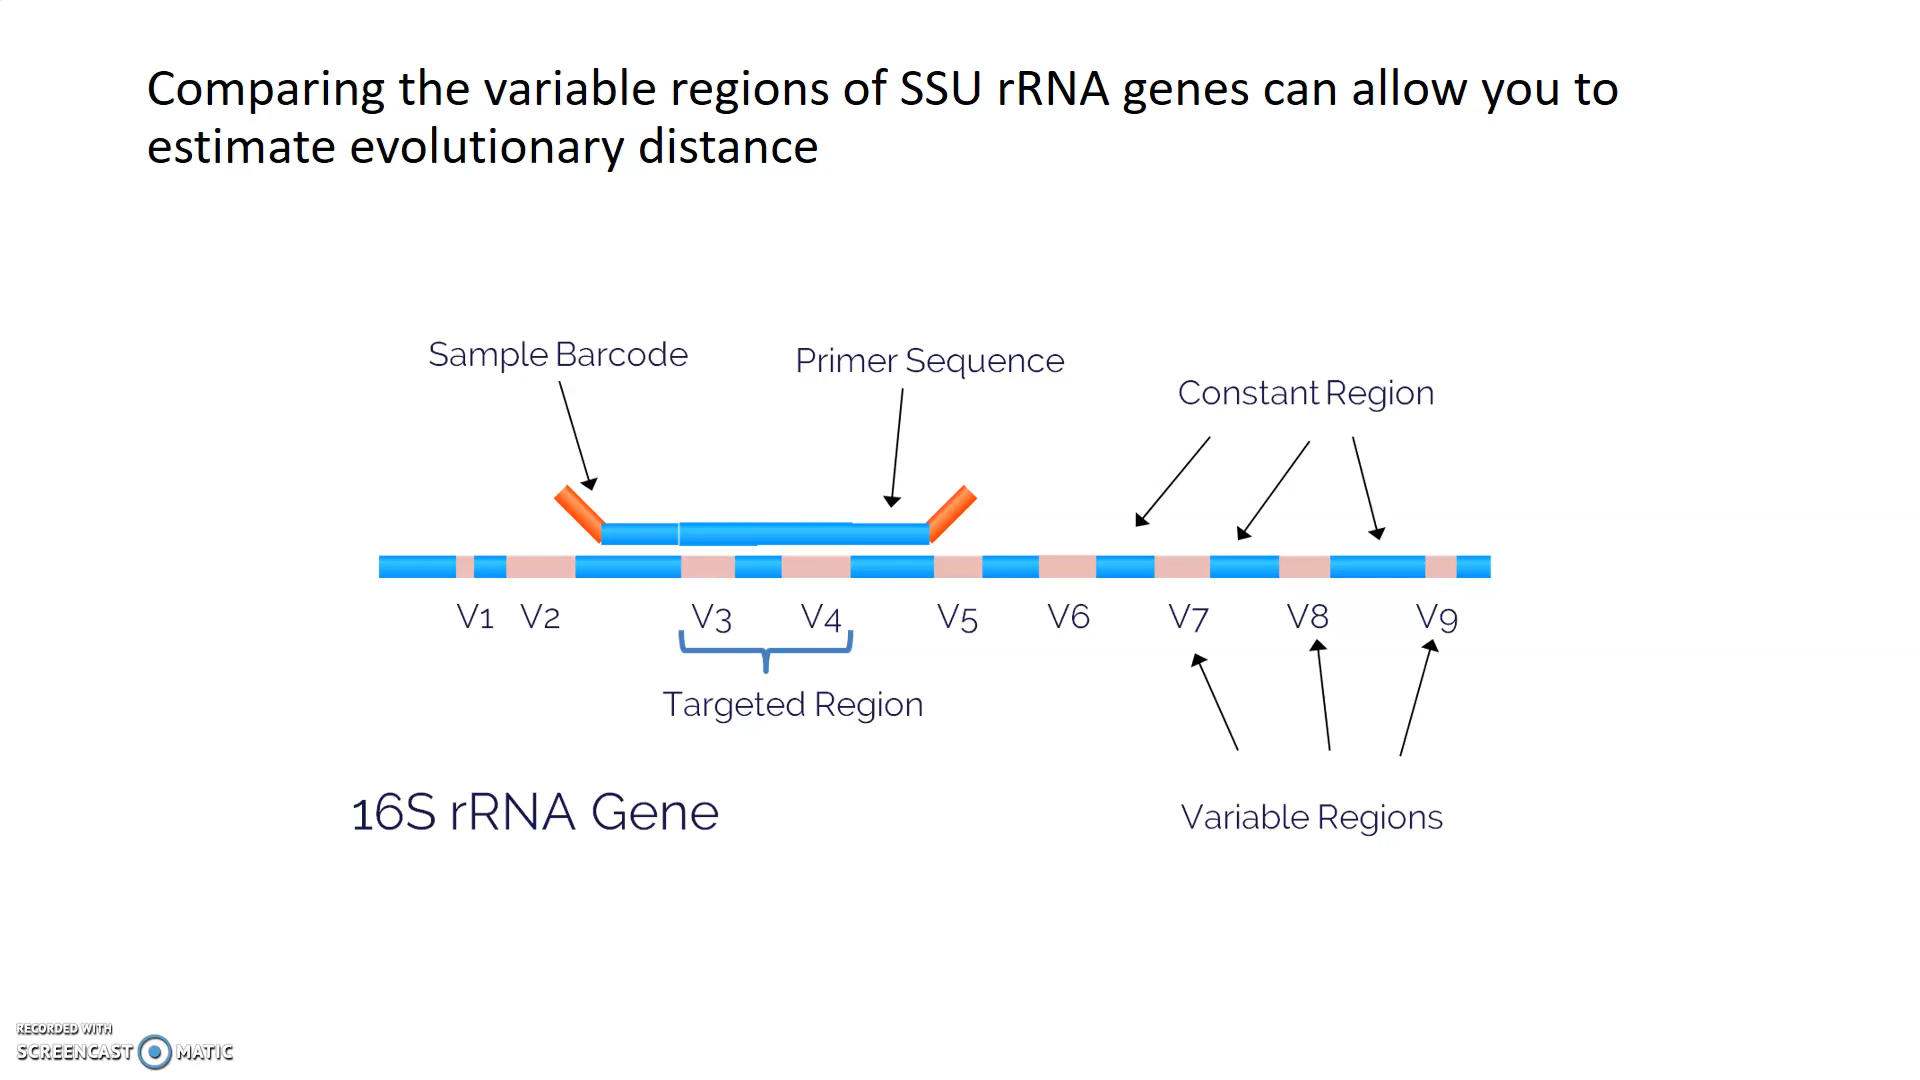 Comparing the variable regions of SSU rRNA genes can allow you to
estimate evolutionary distance
Sample Barcode
Primer Sequence
Constant Region
V1 V2 V3 V4 V5 V6 V7 V8 V9
Targeted Region
16S rRNA Gene
Variable Regions
RECORDED WITH
SCREENCAST MATIC